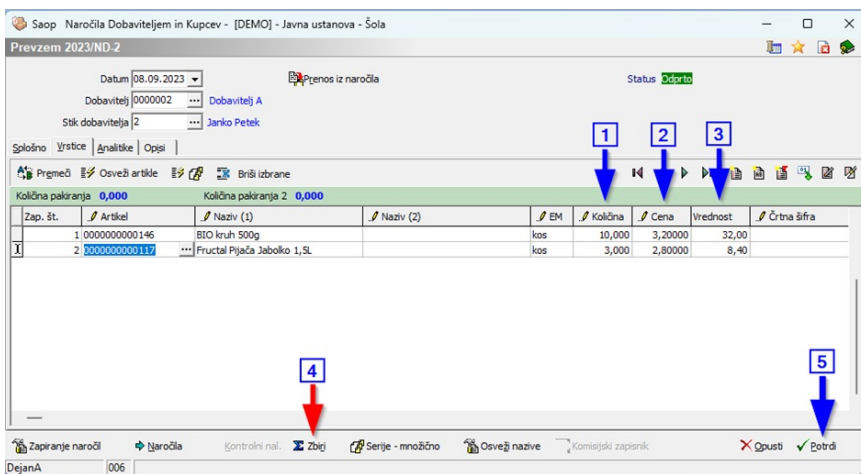 Saop Naročila Dobaviteljem in Kupcev - [DEMO] - Javna ustanova - Šola
Prevzem 2023/ND-2
Datum 08.09.2023 Prenos iz naročila Status Odprto
Dobavitelj 0000002 ... Dobavitelj A
Stik dobavitelja 2 ... Janko Petek
1 2 3
Splošno Vrstice Analitike Opisi
Premeči Osveži artikle Briši izbrane
Količina pakiranja 0,000 Količina pakiranja 2 0,000
Zap. št. Artikel Naziv (1) Naziv (2) EM Količina Cena Vrednost Črtna šifra
1 0000000000146 BIO kruh 500g kos 10,000 3,20000 32,00
2 0000000000117 ... Fructal Pijača Jabolko 1,5L kos 3,000 2,80000 8,40
4 5
Zapiranje naročil Naročila Kontrolni nal. Zbirj Serije - množično Osveži nazive Komisijski zapisnik Opusti Potrdi
DejanA 006